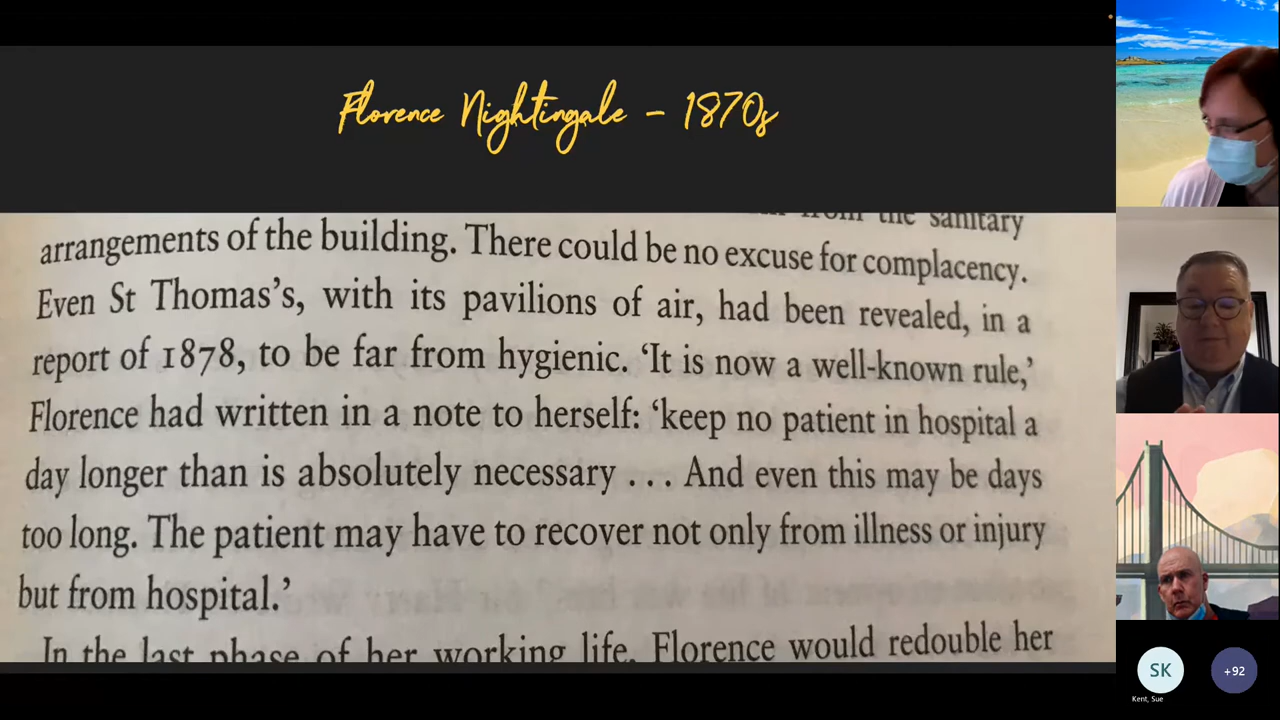 Florence Nightingale – 1870s
from the sanitary
arrangements of the building. There could be no excuse for complacency.
Even St Thomas's, with its pavilions of air, had been revealed, in a
report of 1878, to be far from hygienic. ‘It is now a well-known rule,’
Florence had written in a note to herself: ‘keep no patient in hospital a
day longer than is absolutely necessary . . . And even this may be days
too long. The patient may have to recover not only from illness or injury
but from hospital.’
In the last phase of her working life, Florence would redouble her
SK
+92
Kent, Sue